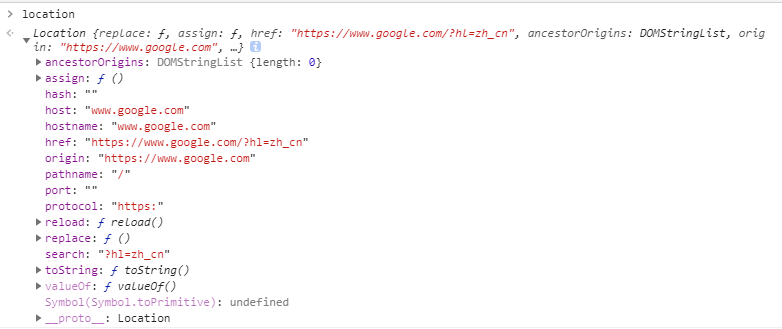 > location
Location {replace: ƒ, assign: ƒ, href: "https://www.google.com/?hl=zh_cn", ancestorOrigins: DOMStringList, orig
in: "https://www.google.com", …} i
ancestorOrigins: DOMStringList {length: 0}
assign: ƒ ()
hash: ""
host: "www.google.com"
hostname: "www.google.com"
href: "https://www.google.com/?hl=zh_cn"
origin: "https://www.google.com"
pathname: "/"
port: ""
protocol: "https:"
reload: ƒ reload()
replace: ƒ ()
search: "?hl=zh_cn"
toString: ƒ toString()
valueOf: ƒ valueOf()
Symbol(Symbol.toPrimitive): undefined
__proto__: Location